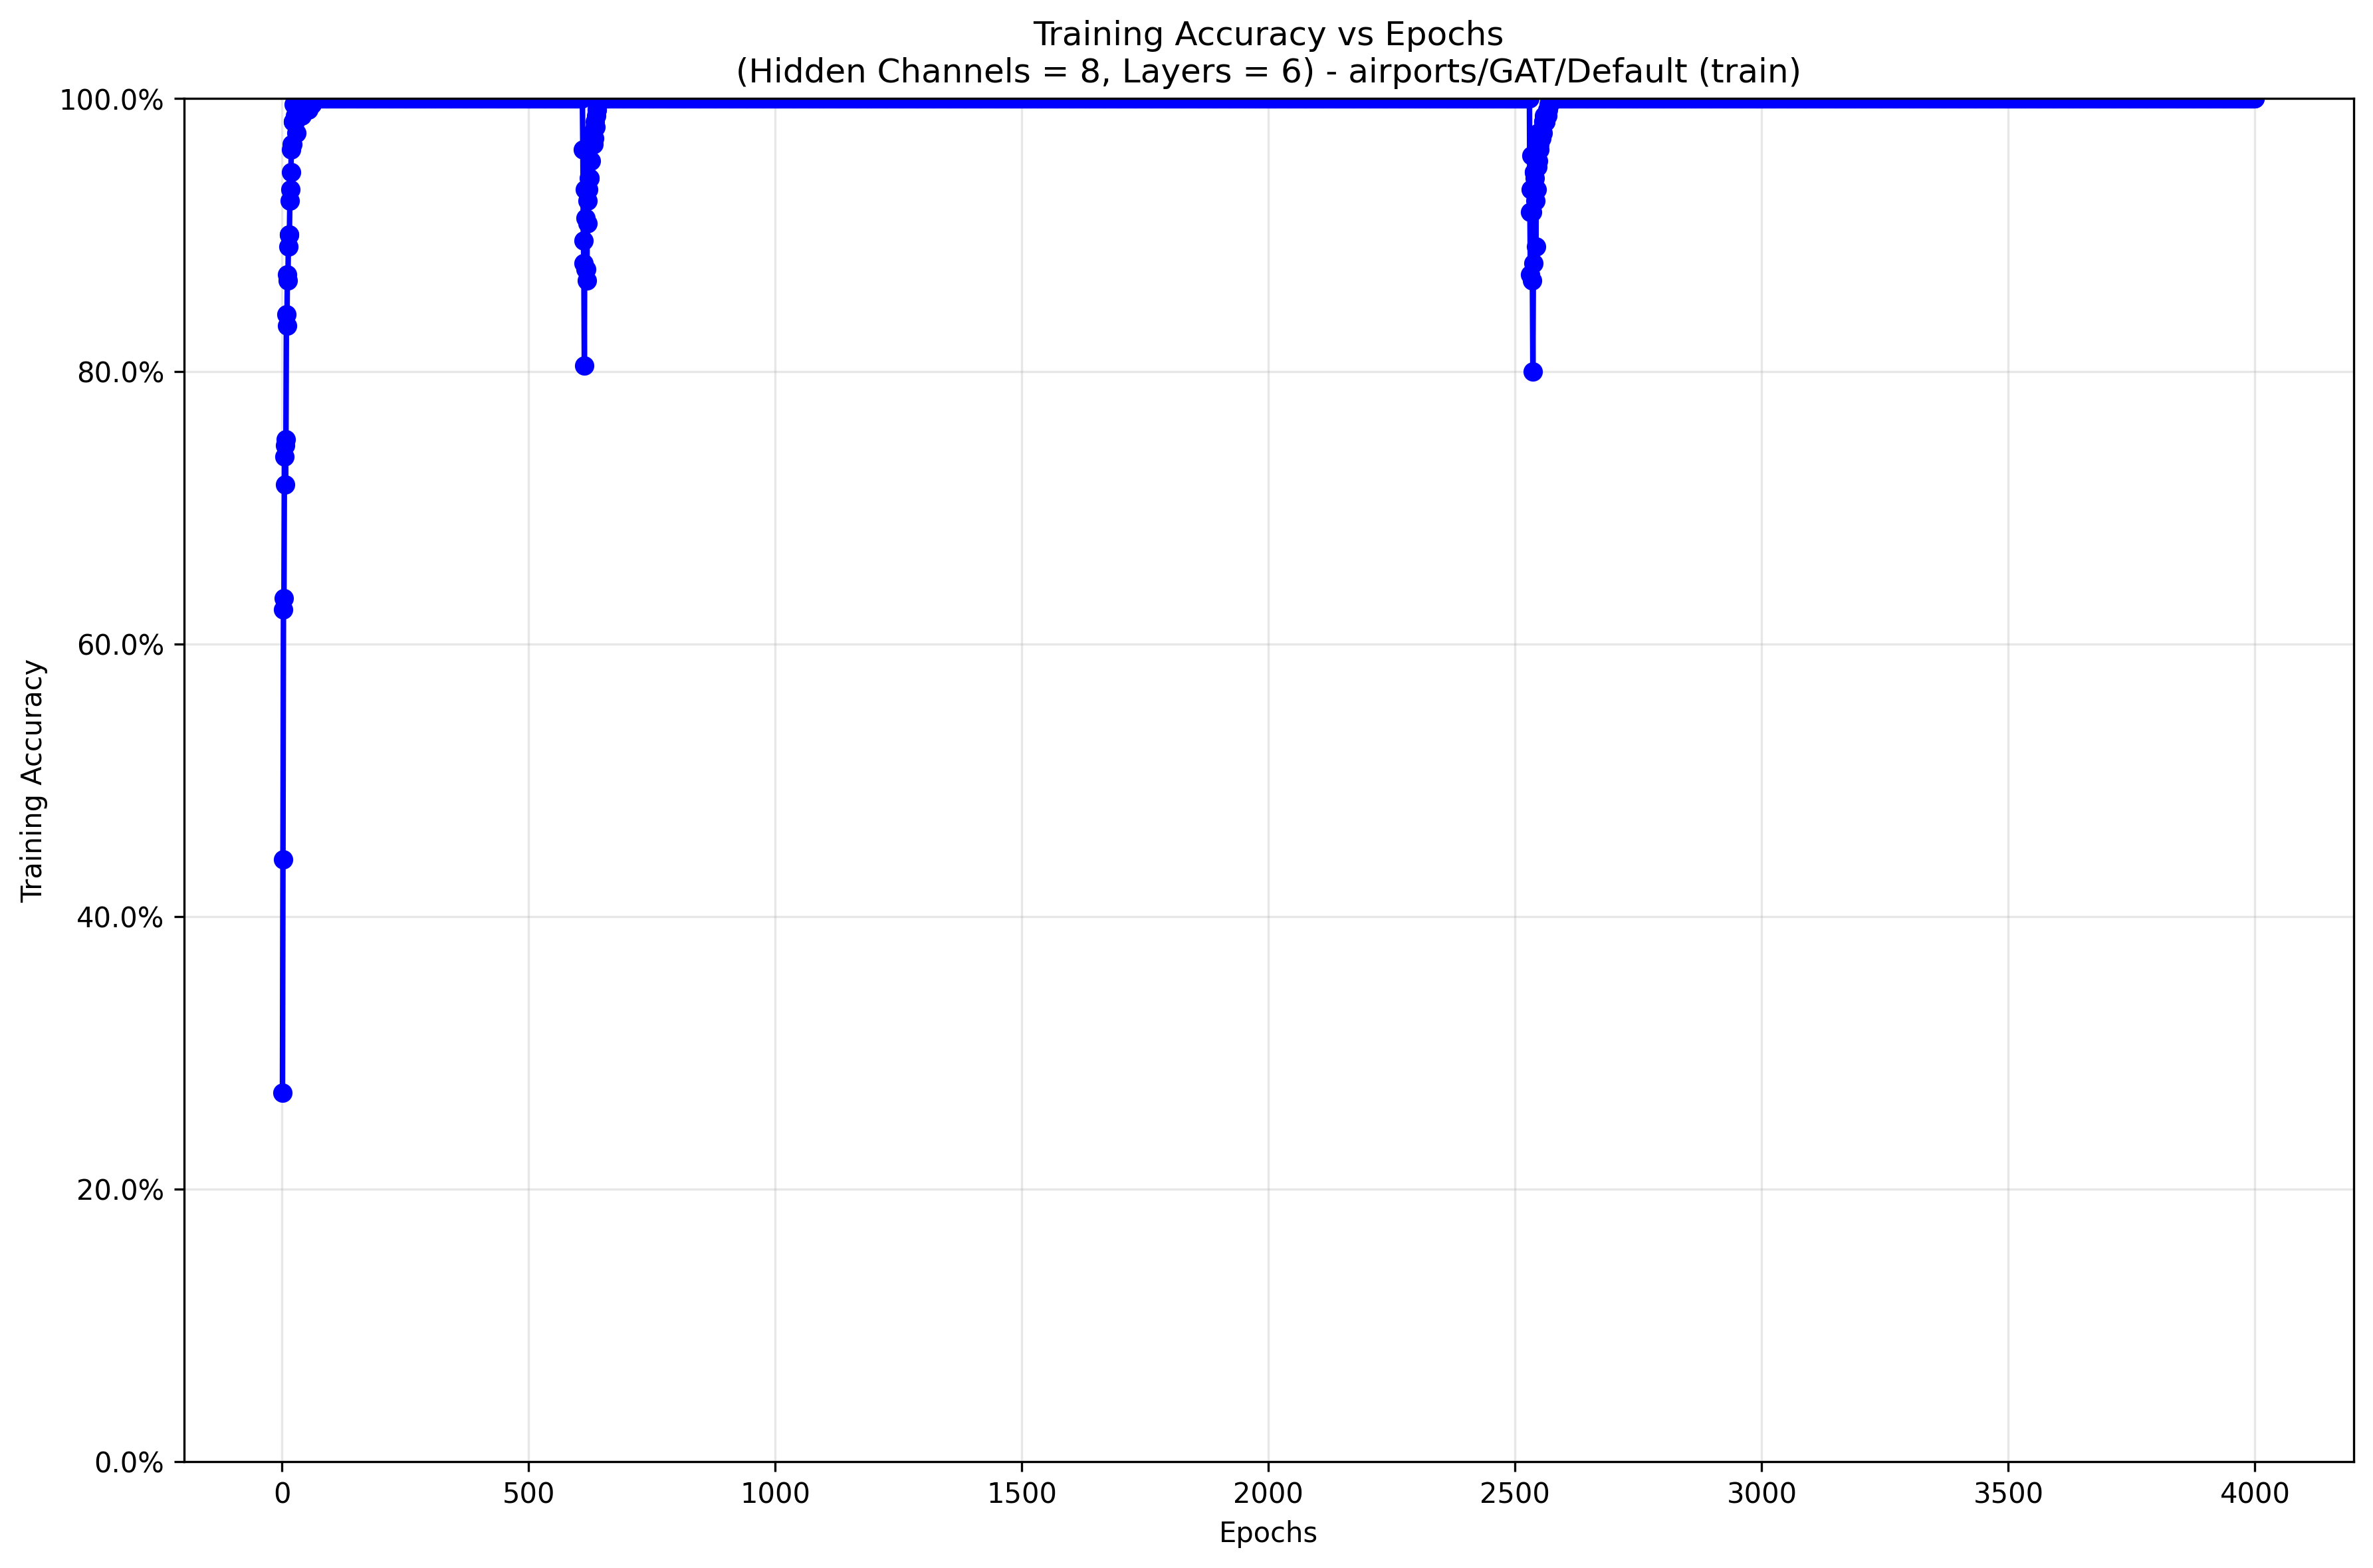 Training Accuracy vs Epochs
(Hidden Channels = 8, Layers = 6) - airports/GAT/Default (train)
100.0%
80.0%
60.0%
40.0%
20.0%
0.0%
Training Accuracy
0 500 1000 1500 2000 2500 3000 3500 4000
Epochs